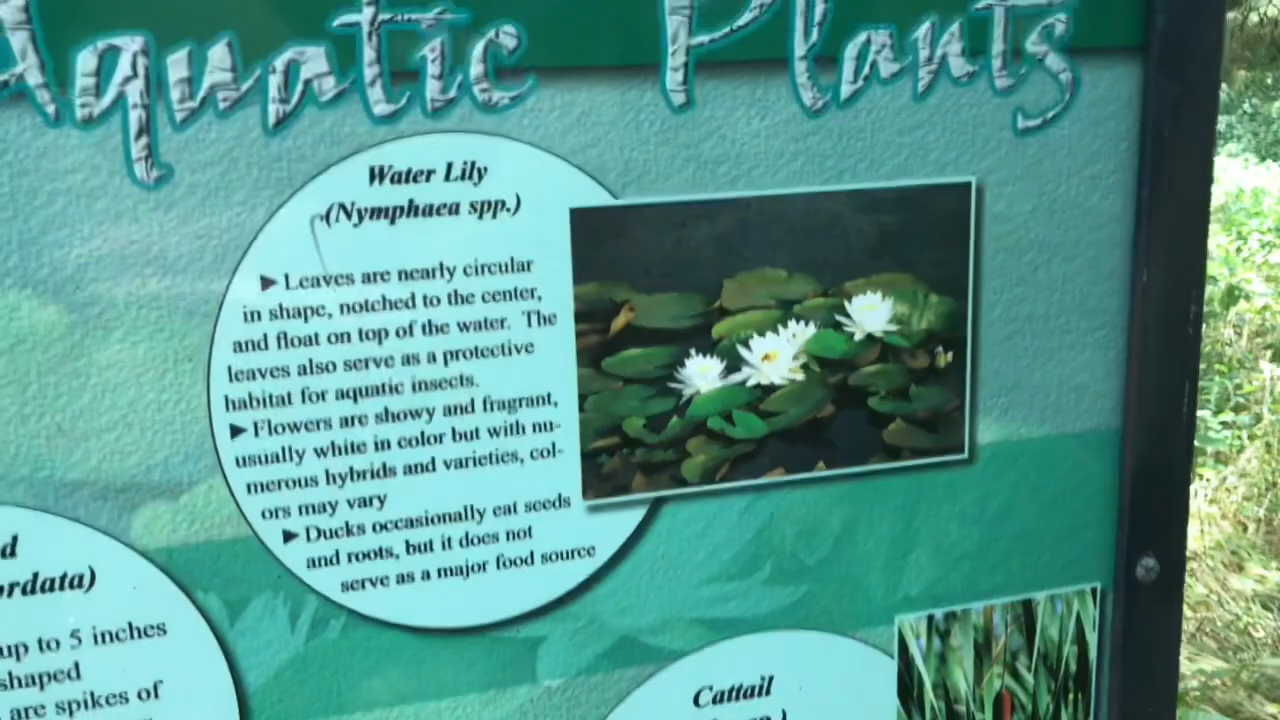 Aquatic Plants
Water Lily
(Nymphaea spp.)
► Leaves are nearly circular
in shape, notched to the center,
and float on top of the water. The
leaves also serve as a protective
habitat for aquatic insects.
► Flowers are showy and fragrant,
usually white in color but with nu-
merous hybrids and varieties, col-
ors may vary
► Ducks occasionally eat seeds
and roots, but it does not
serve as a major food source
d
ordata)
up to 5 inches
shaped
are spikes of
Cattail